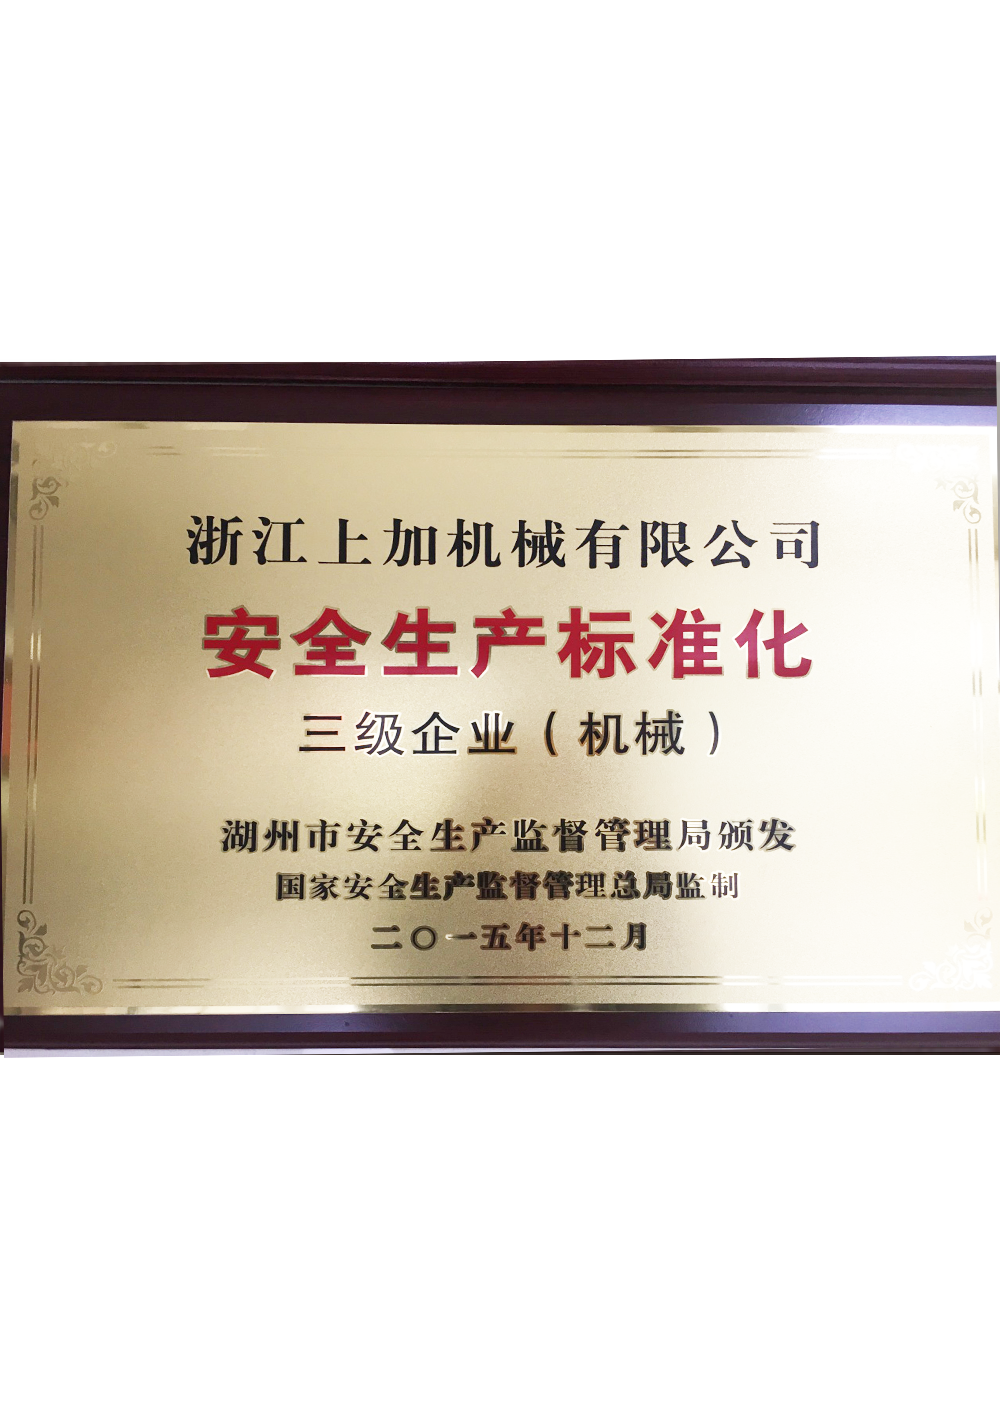 浙江上加机械有限公司
安全生产标准化
三级企业（机械）
湖州市安全生产监督管理局颁发
国家安全生产监督管理总局监制
二〇一五年十二月